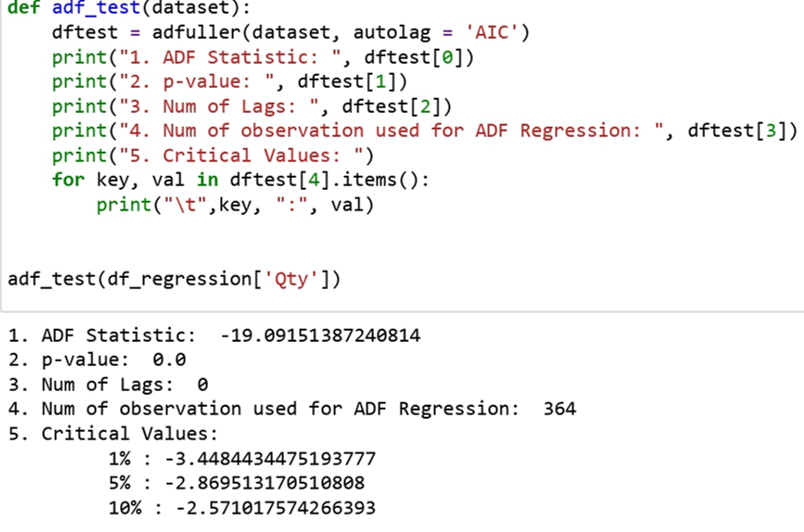 def adf_test(dataset):
    dftest = adfuller(dataset, autolag = 'AIC')
    print("1. ADF Statistic: ", dftest[0])
    print("2. p-value: ", dftest[1])
    print("3. Num of Lags: ", dftest[2])
    print("4. Num of observation used for ADF Regression: ", dftest[3])
    print("5. Critical Values: ")
    for key, val in dftest[4].items():
        print("\t",key, ":", val)
adf_test(df_regression['Qty'])
1. ADF Statistic:  -19.09151387240814
2. p-value:  0.0
3. Num of Lags:  0
4. Num of observation used for ADF Regression:  364
5. Critical Values:
         1% : -3.4484434475193777
         5% : -2.869513170510808
         10% : -2.571017574266393